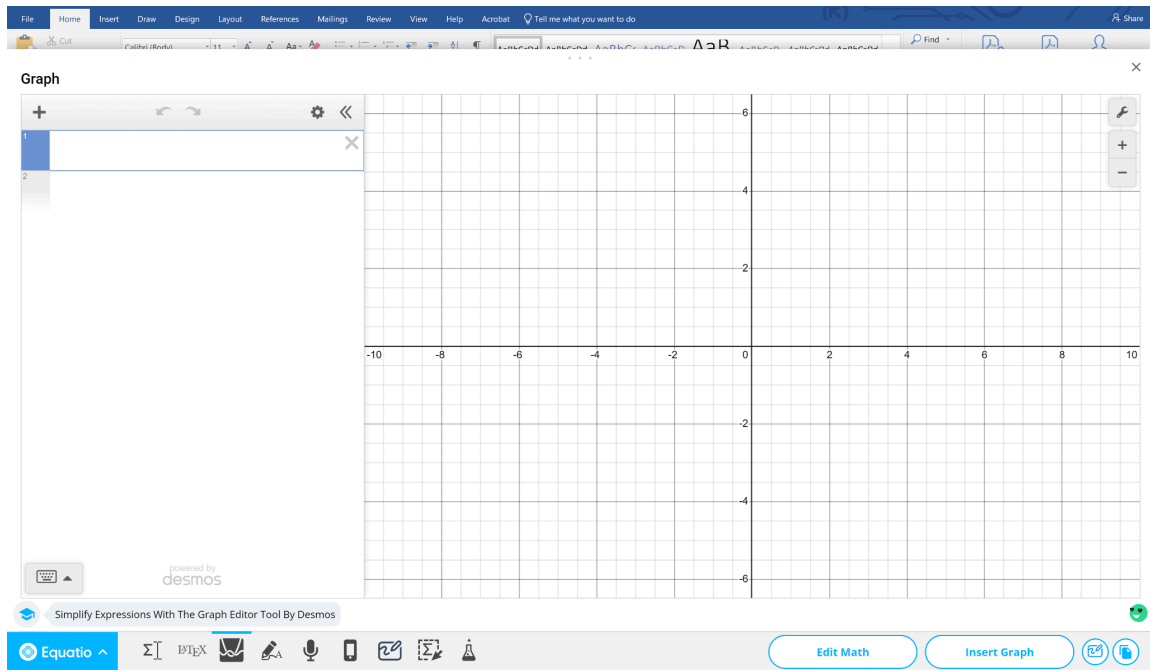 File Home Insert Draw Design Layout References Mailings Review View Help Acrobat Tell me what you want to do Share
Cut Calibri (Body) 11 Aa Find
Graph
1
2
6
4
2
-10 -8 -6 -4 -2 0 2 4 6 8 10
-2
-4
-6
powered by
desmos
Simplify Expressions With The Graph Editor Tool By Desmos
Equatio LATEX Edit Math Insert Graph